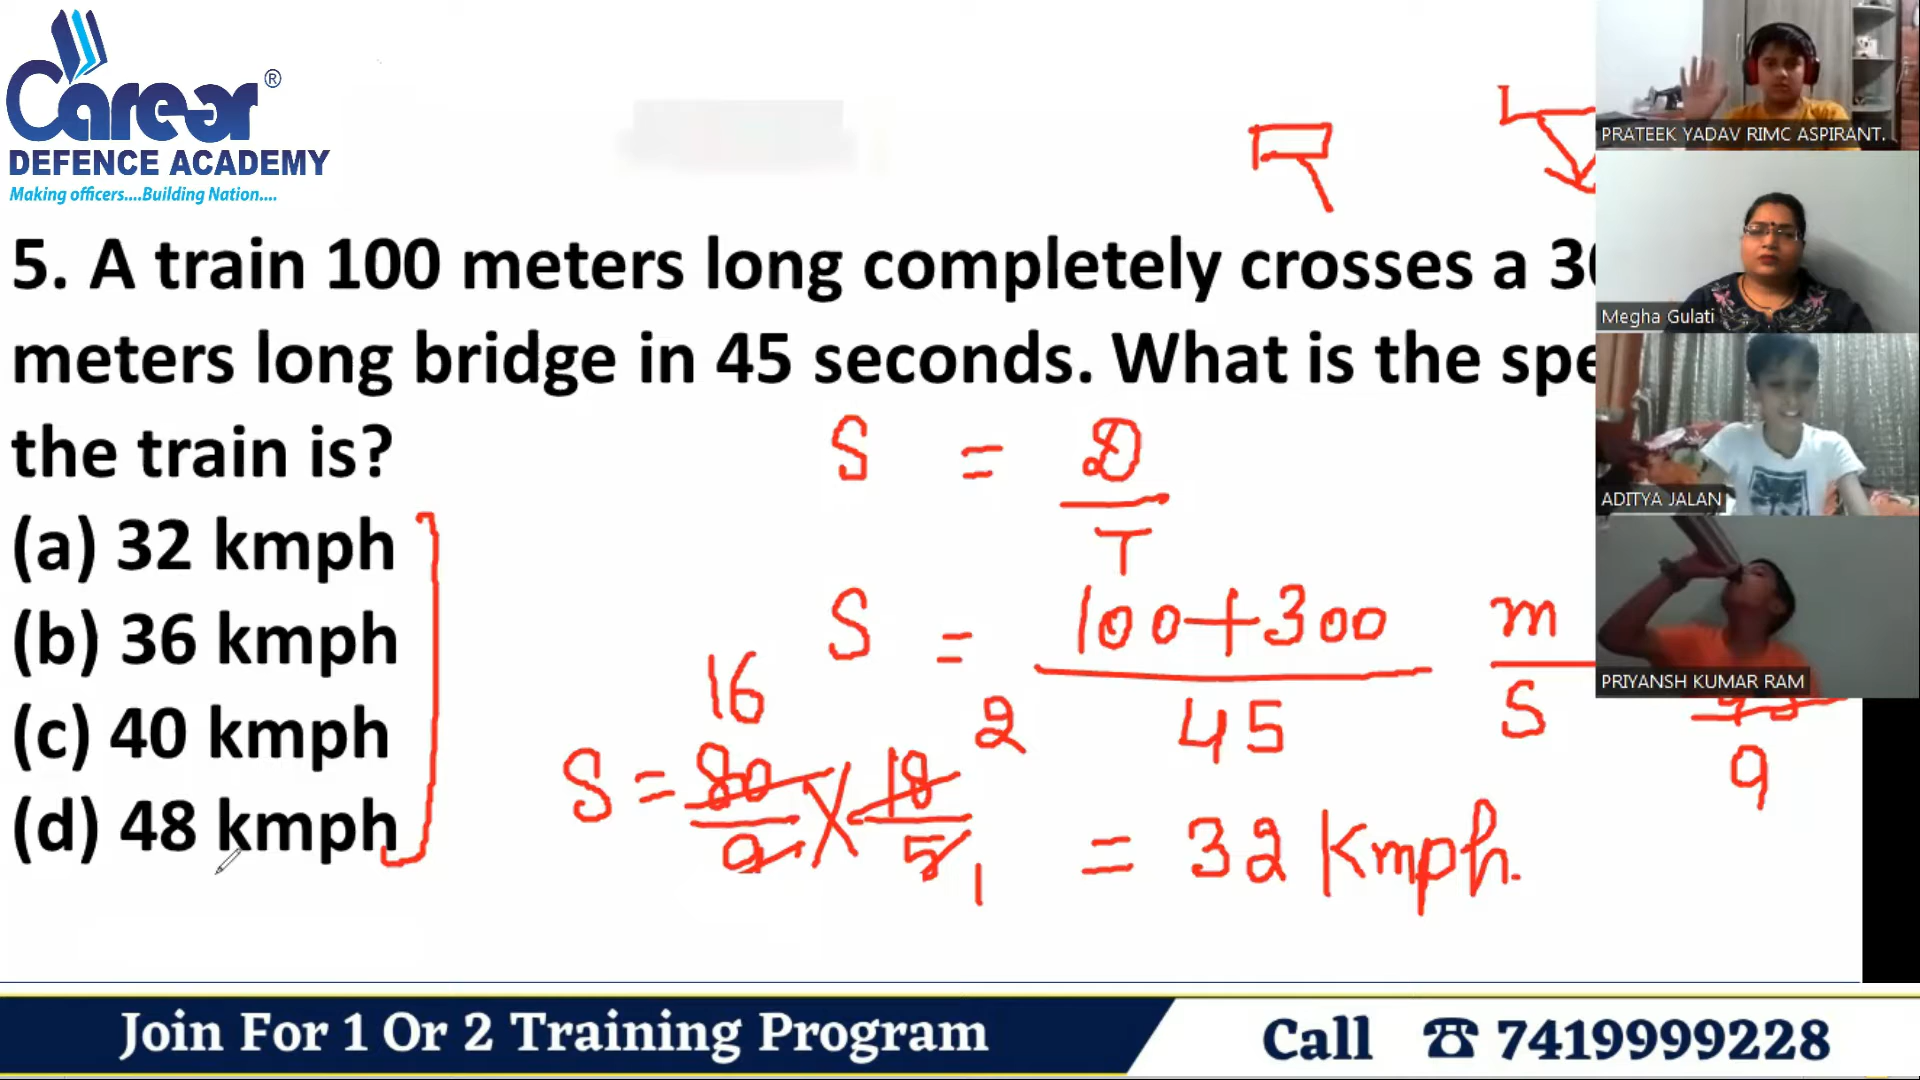 Career®
DEFENCE ACADEMY
Making officers....Building Nation....
PRATEEK YADAV RIMC ASPIRANT.
Megha Gulati
ADITYA JALAN
PRIYANSH KUMAR RAM
5. A train 100 meters long completely crosses a
meters long bridge in 45 seconds. What is the
the train is?
(a) 32 kmph
(b) 36 kmph
(c) 40 kmph
(d) 48 kmph
S = D / T
S = 100+300 / 45 m / S
9
16 2
S = 80 / 9 × 18 / 5 1 = 32 Kmph.
Join For 1 Or 2 Training Program
Call ☎ 7419999228